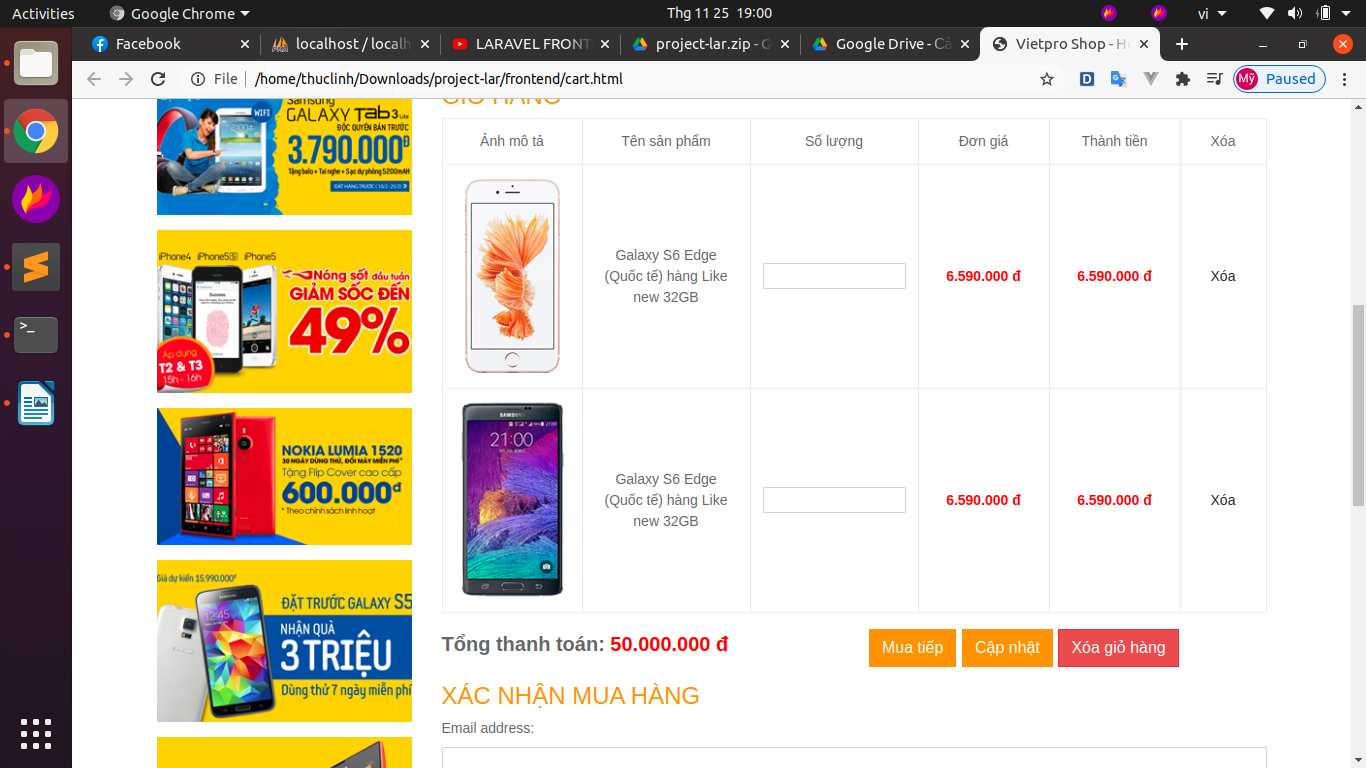 Activities
Google Chrome
Thg 11 25 19:00
vi
Facebook
localhost / localh
LARAVEL FRONT
project-lar.zip - G
Google Drive - Că
Vietpro Shop - Ho
File
/home/thuclinh/Downloads/project-lar/frontend/cart.html
Mỹ Paused
Samsung
WIFI
GALAXY Tab 3 Lite
ĐỘC QUYỀN BÁN TRƯỚC
3.790.000đ
Tặng balo + Tai nghe + Sạc dự phòng 5200mAH
ĐẶT HÀNG TRƯỚC ( 10/2 -25/2)
iPhone4 iPhone5S iPhone5
Nóng sốt đầu tuần
GIẢM SỐC ĐẾN
49%
Áp dụng
T2 & T3
15h - 16h
NOKIA LUMIA 1520
30 NGÀY DÙNG THỬ, ĐỔI MÁY MIỄN PHÍ*
Tặng Flip Cover cao cấp
600.000đ
* Theo chính sách linh hoạt
Giá dự kiến 15.990.000đ
ĐẶT TRƯỚC GALAXY S5
NHẬN QUÀ
3 TRIỆU
Dùng thử 7 ngày miễn phí
GIỎ HÀNG
Ảnh mô tả
Tên sản phẩm
Số lượng
Đơn giá
Thành tiền
Xóa
Galaxy S6 Edge
(Quốc tế) hàng Like
new 32GB
6.590.000 đ
6.590.000 đ
Xóa
SAMSUNG
21:00
Galaxy S6 Edge
(Quốc tế) hàng Like
new 32GB
6.590.000 đ
6.590.000 đ
Xóa
Tổng thanh toán: 50.000.000 đ
Mua tiếp
Cập nhật
Xóa giỏ hàng
XÁC NHẬN MUA HÀNG
Email address: